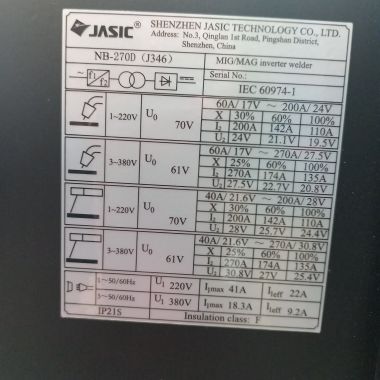 JASIC
SHENZHEN JASIC TECHNOLOGY CO., LTD.
Address: No.3, Qinglan 1st Road, Pingshan District,
Shenzhen, China
NB-270D (J346)
MIG/MAG inverter welder
Serial No.:
f1 f2
IEC 60974-1
1~220V U0 70V
60A/ 17V ~ 200A/ 24V
X 30% 60% 100%
I2 200A 142A 110A
U2 24V 21.1V 19.5V
3~380V U0 61V
60A/ 17V ~ 270A/ 27.5V
X 25% 60% 100%
I2 270A 174A 135A
U2 27.5V 22.7V 20.8V
1~220V U0 70V
40A/ 21.6V ~ 200A/ 28V
X 30% 60% 100%
I2 200A 142A 110A
U2 28V 25.7V 24.4V
3~380V U0 61V
40A/ 21.6V ~ 270A/ 30.8V
X 25% 60% 100%
I2 270A 174A 135A
U2 30.8V 27V 25.4V
1~50/60Hz U1 220V I1max 41A I1eff 22A
3~50/60Hz U1 380V I1max 18.3A I1eff 9.2A
IP21S Insulation class: F